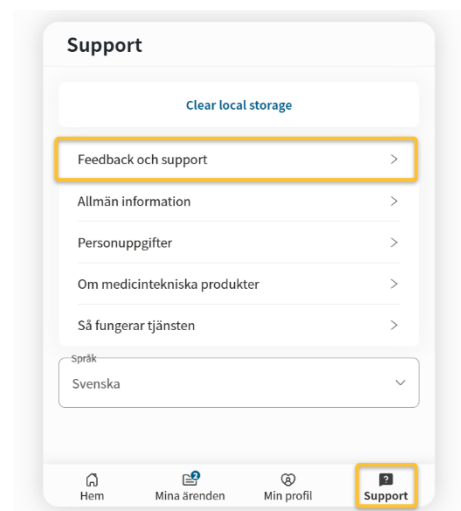 Support
Clear local storage
Feedback och support
Allmän information
Personuppgifter
Om medicintekniska produkter
Så fungerar tjänsten
Språk
Svenska
2
?
Hem Mina ärenden Min profil Support